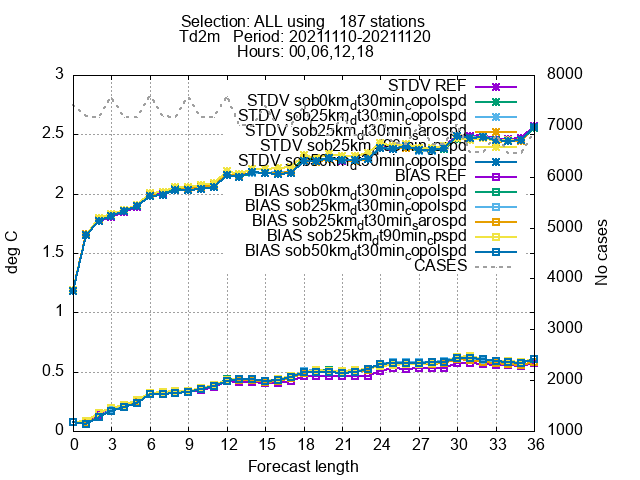 Selection: ALL using 187 stations
Td2m Period: 20211110-20211120
Hours: 00,06,12,18
3
2.5
2
1.5
1
0.5
0
deg C
8000
7000
6000
5000
4000
3000
2000
1000
No cases
STDV REF
STDV sob0km_dt30min_copolspd
STDV sob25km_dt30min_copolspd
STDV sob25km_dt30min_sarospd
STDV sob50km_dt30min_copolspd
BIAS REF
BIAS sob0km_dt30min_copolspd
BIAS sob25km_dt30min_copolspd
BIAS sob25km_dt30min_sarospd
BIAS sob25km_dt90min_cpspd
BIAS sob50km_dt30min_copolspd
CASES
0 3 6 9 12 15 18 21 24 27 30 33 36
Forecast length